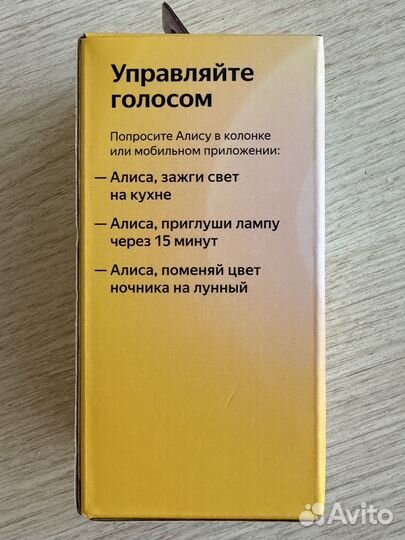 Управляйте
голосом
Попросите Алису в колонке
или мобильном приложении:
— Алиса, зажги свет
на кухне
— Алиса, приглуши лампу
через 15 минут
— Алиса, поменяй цвет
ночника на лунный
Avito